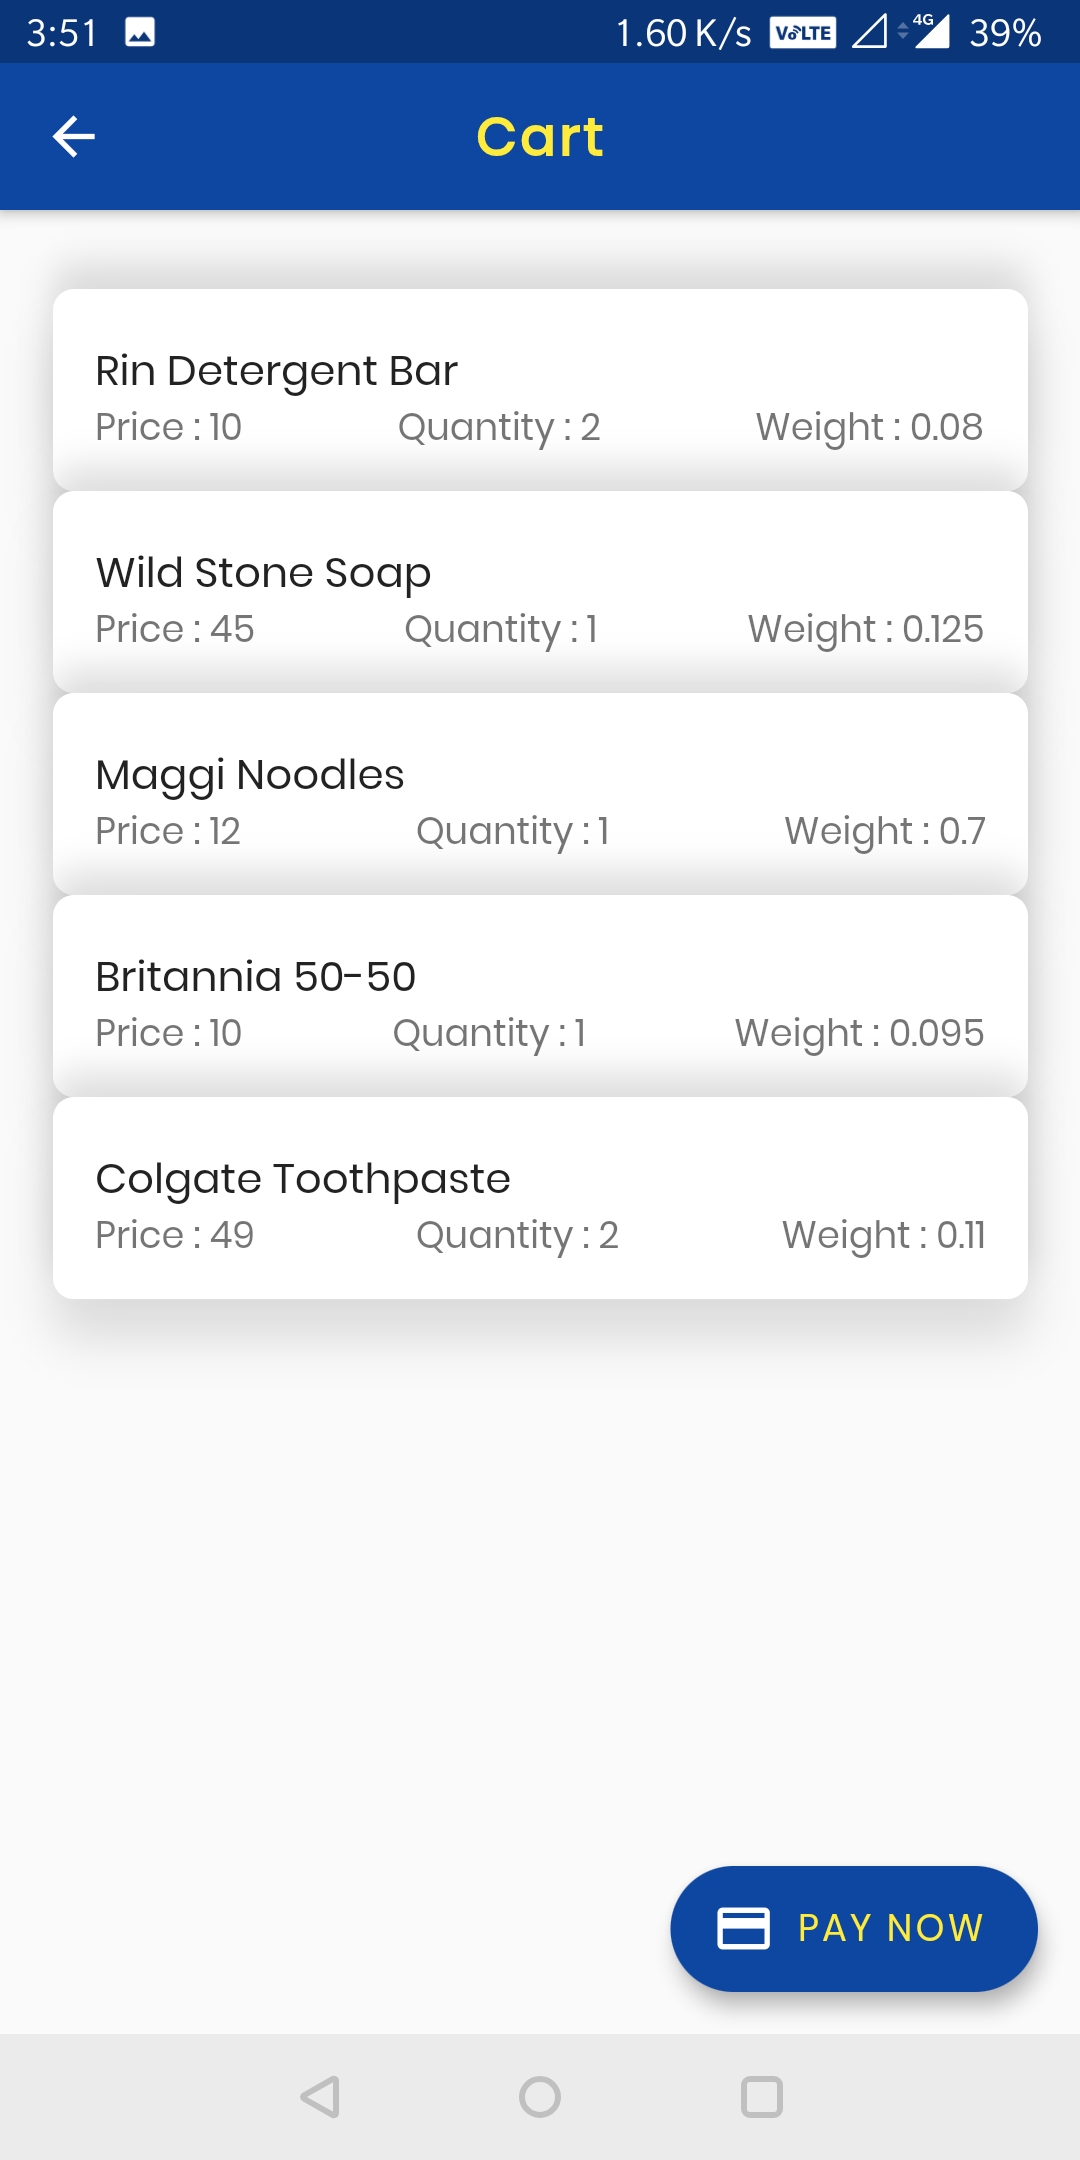 3:51 1.60 K/s VoLTE 4G 39%
Cart
Rin Detergent Bar
Price : 10 Quantity : 2 Weight : 0.08
Wild Stone Soap
Price : 45 Quantity : 1 Weight : 0.125
Maggi Noodles
Price : 12 Quantity : 1 Weight : 0.7
Britannia 50-50
Price : 10 Quantity : 1 Weight : 0.095
Colgate Toothpaste
Price : 49 Quantity : 2 Weight : 0.11
PAY NOW